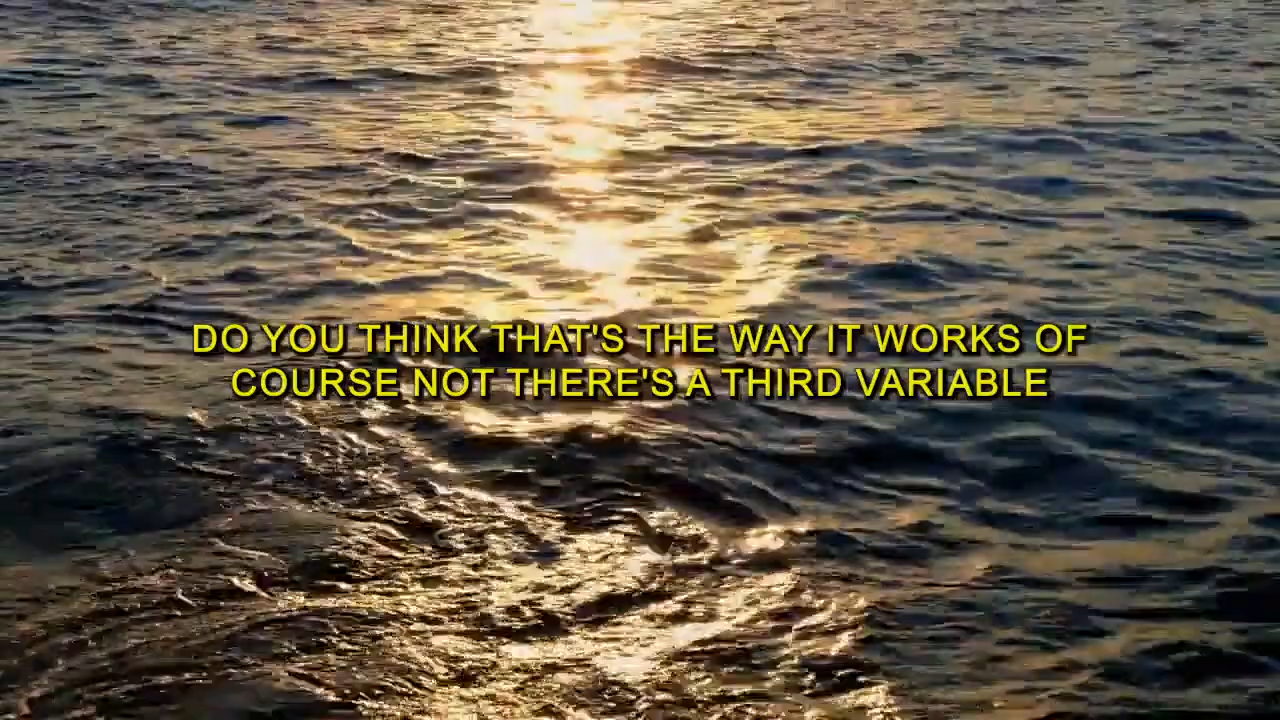 DO YOU THINK THAT'S THE WAY IT WORKS OF
COURSE NOT THERE'S A THIRD VARIABLE